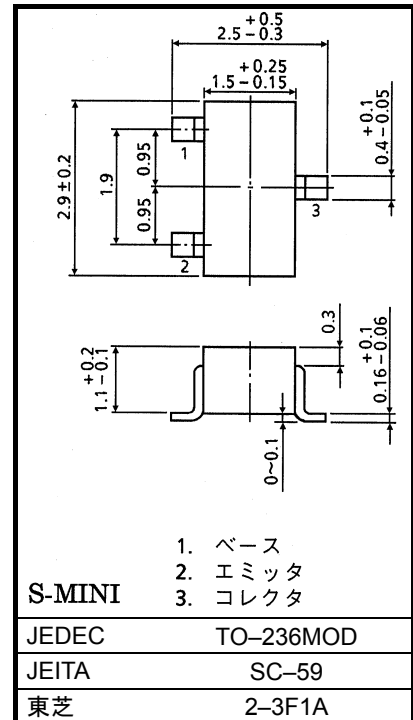 +0.5
2.5–0.3
+0.25
1.5–0.15
+0.1
0.4–0.05
2.9±0.2
1.9
0.95
0.95
1
2
3
+0.2
1.1–0.1
0.3
+0.1
0.16–0.06
0~0.1
1. ベース
2. エミッタ
3. コレクタ
S-MINI
JEDEC TO–236MOD
JEITA SC–59
東芝 2–3F1A